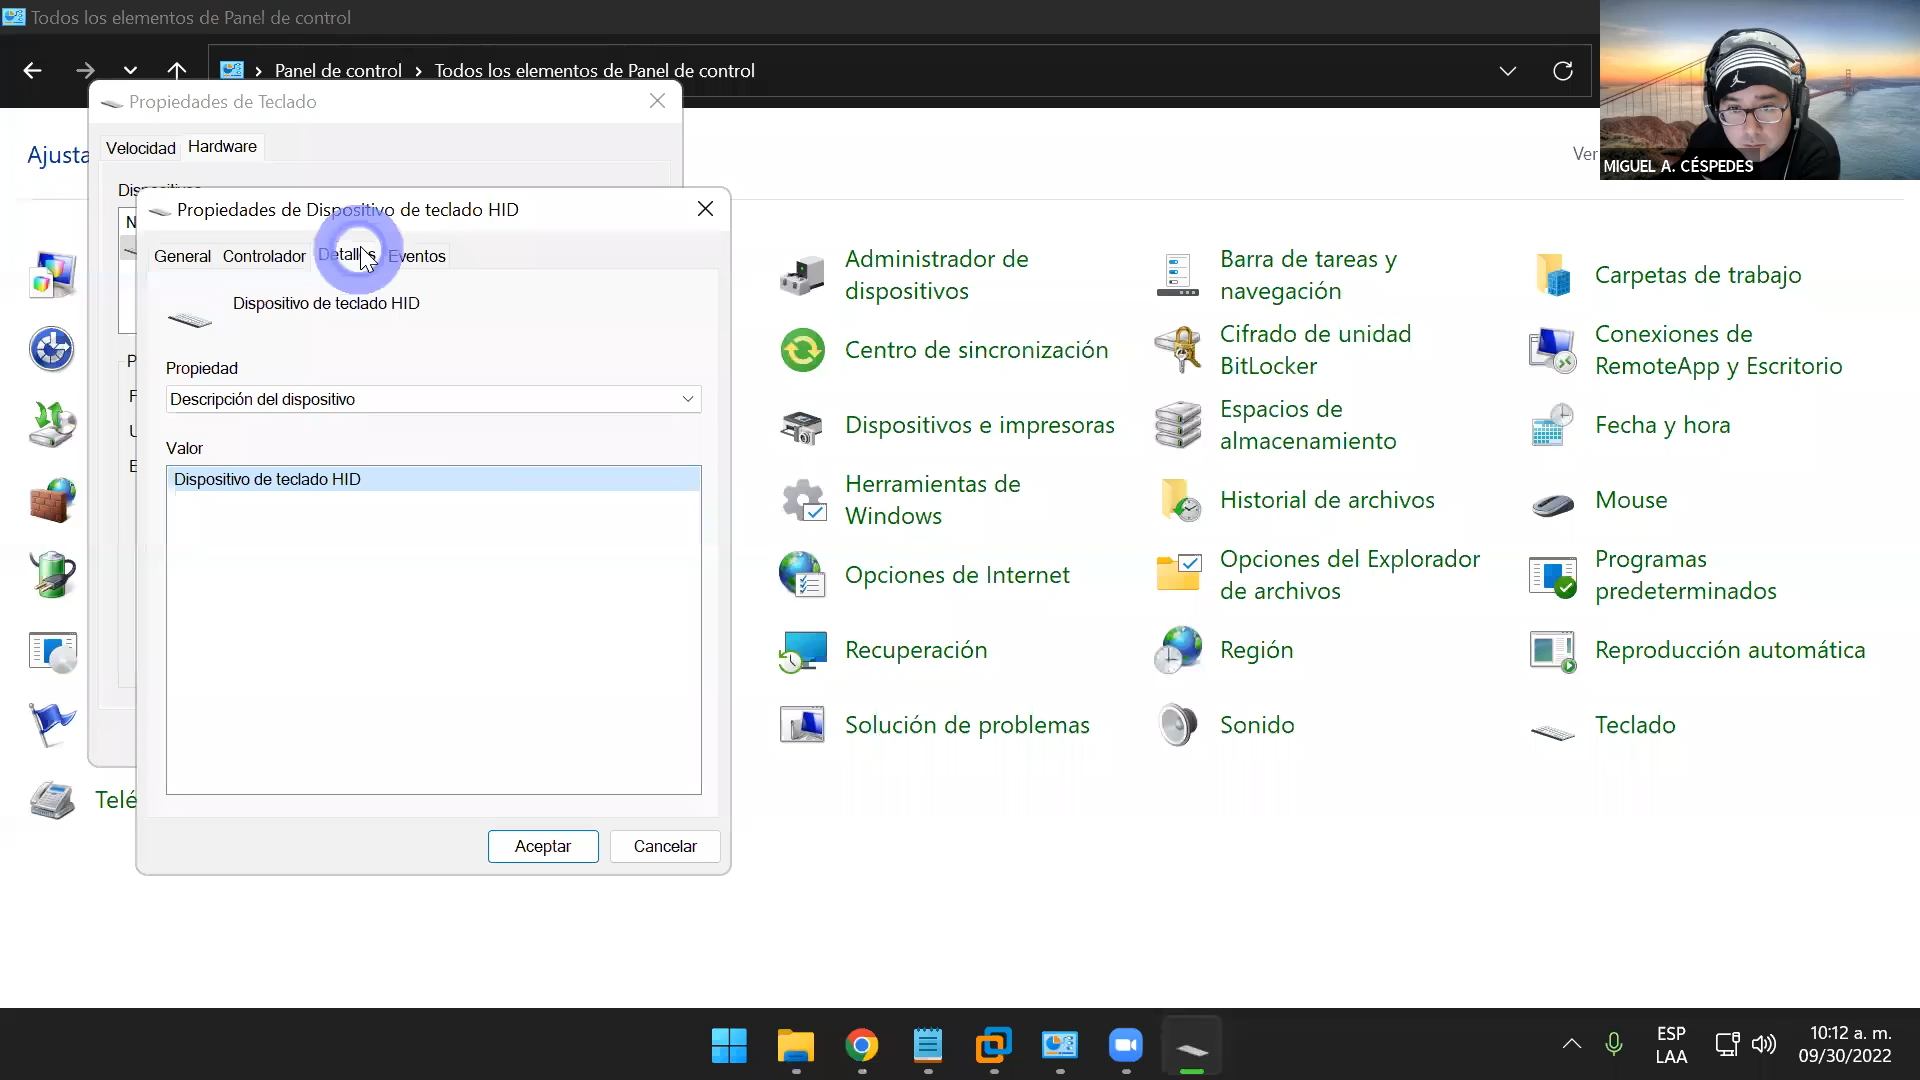 Todos los elementos de Panel de control
Panel de control
Todos los elementos de Panel de control
Propiedades de Teclado
Velocidad
Hardware
Ajusta
Ver
MIGUEL A. CÉSPEDES
Propiedades de Dispositivo de teclado HID
General
Controlador
Detalles
Eventos
Dispositivo de teclado HID
Propiedad
Descripción del dispositivo
Valor
Dispositivo de teclado HID
Aceptar
Cancelar
Administrador de
dispositivos
Barra de tareas y
navegación
Carpetas de trabajo
Centro de sincronización
Cifrado de unidad
BitLocker
Conexiones de
RemoteApp y Escritorio
Dispositivos e impresoras
Espacios de
almacenamiento
Fecha y hora
Herramientas de
Windows
Historial de archivos
Mouse
Opciones de Internet
Opciones del Explorador
de archivos
Programas
predeterminados
Recuperación
Región
Reproducción automática
Solución de problemas
Sonido
Teclado
Telé
ESP
LAA
10:12 a. m.
09/30/2022